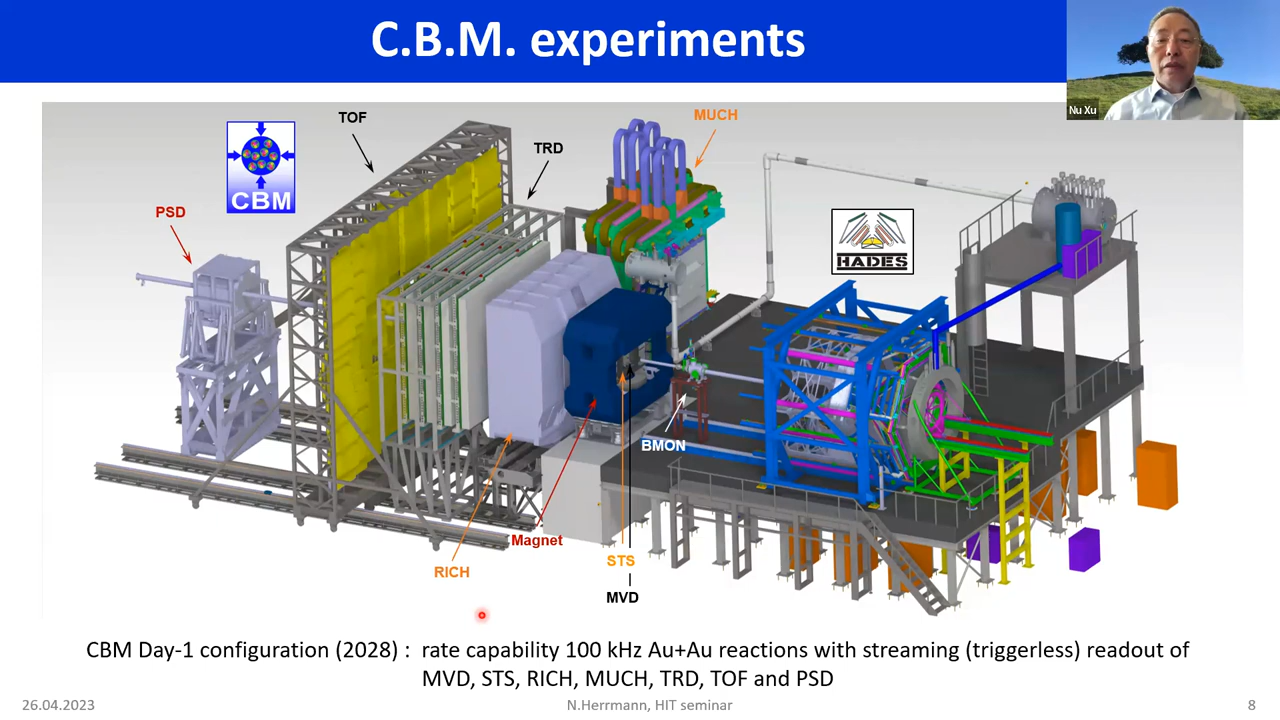 C.B.M. experiments
Nu Xu
TOF
MUCH
TRD
CBM
PSD
HADES
BMON
Magnet
STS
RICH
MVD
CBM Day-1 configuration (2028) : rate capability 100 kHz Au+Au reactions with streaming (triggerless) readout of
MVD, STS, RICH, MUCH, TRD, TOF and PSD
26.04.2023
N.Herrmann, HIT seminar
8